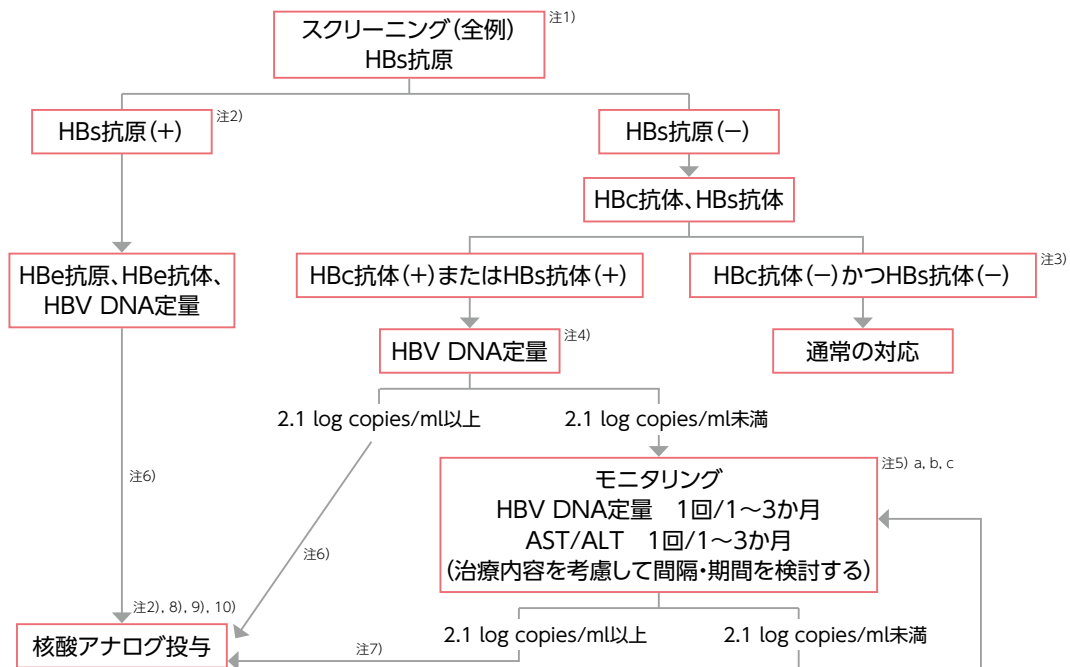 スクリーニング(全例)
HBs抗原
注1)
HBs抗原(+)
注2)
HBs抗原(−)
HBc抗体、HBs抗体
HBe抗原、HBe抗体、
HBV DNA定量
HBc抗体(+)またはHBs抗体(+)
HBc抗体(−)かつHBs抗体(−)
注3)
HBV DNA定量
注4)
通常の対応
2.1 log copies/ml以上
2.1 log copies/ml未満
注6)
注6)
モニタリング
HBV DNA定量 1回/1〜3か月
AST/ALT 1回/1〜3か月
(治療内容を考慮して間隔・期間を検討する)
注5) a, b, c
注2), 8), 9), 10)
核酸アナログ投与
注7)
2.1 log copies/ml以上
2.1 log copies/ml未満